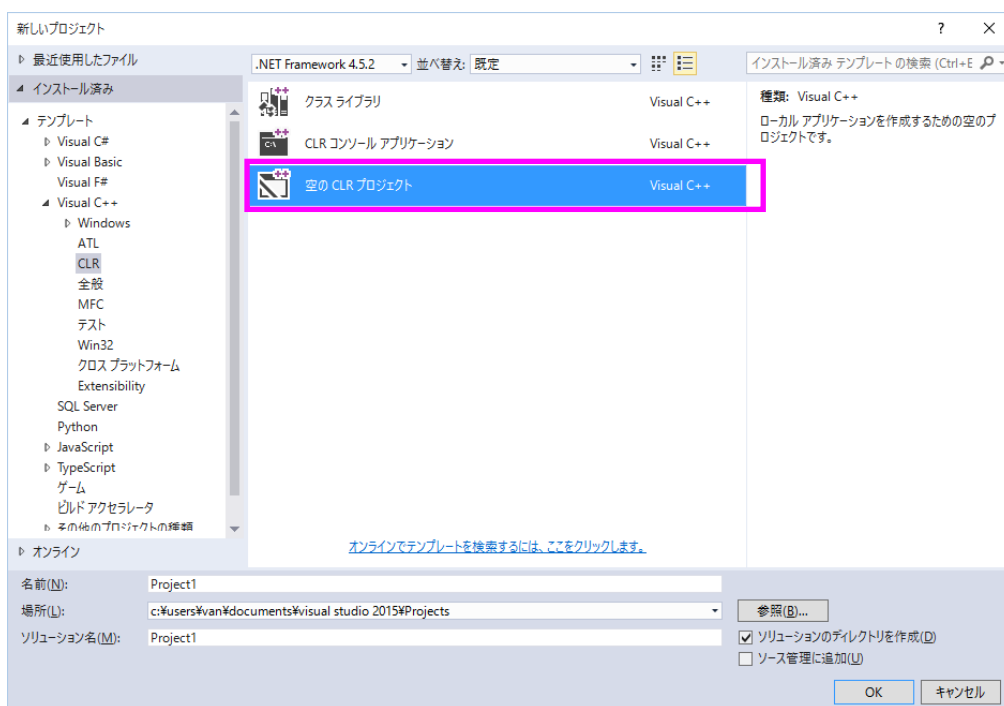 新しいプロジェクト
? ×
最近使用したファイル
.NET Framework 4.5.2 並べ替え: 既定
インストール済み テンプレート の検索 (Ctrl+E
インストール済み
テンプレート
Visual C#
Visual Basic
Visual F#
Visual C++
Windows
ATL
CLR
全般
MFC
テスト
Win32
クロス プラットフォーム
Extensibility
SQL Server
Python
JavaScript
TypeScript
ゲーム
ビルド アクセラレータ
その他のプロジェクトの種類
オンライン
クラス ライブラリ Visual C++
CLR コンソール アプリケーション Visual C++
空の CLR プロジェクト Visual C++
オンラインでテンプレートを検索するには、ここをクリックします。
種類: Visual C++
ローカル アプリケーションを作成するための空のプ
ロジェクトです。
名前(N): Project1
場所(L): c:¥users¥van¥documents¥visual studio 2015¥Projects 参照(B)...
ソリューション名(M): Project1
ソリューションのディレクトリを作成(D)
ソース管理に追加(U)
OK キャンセル